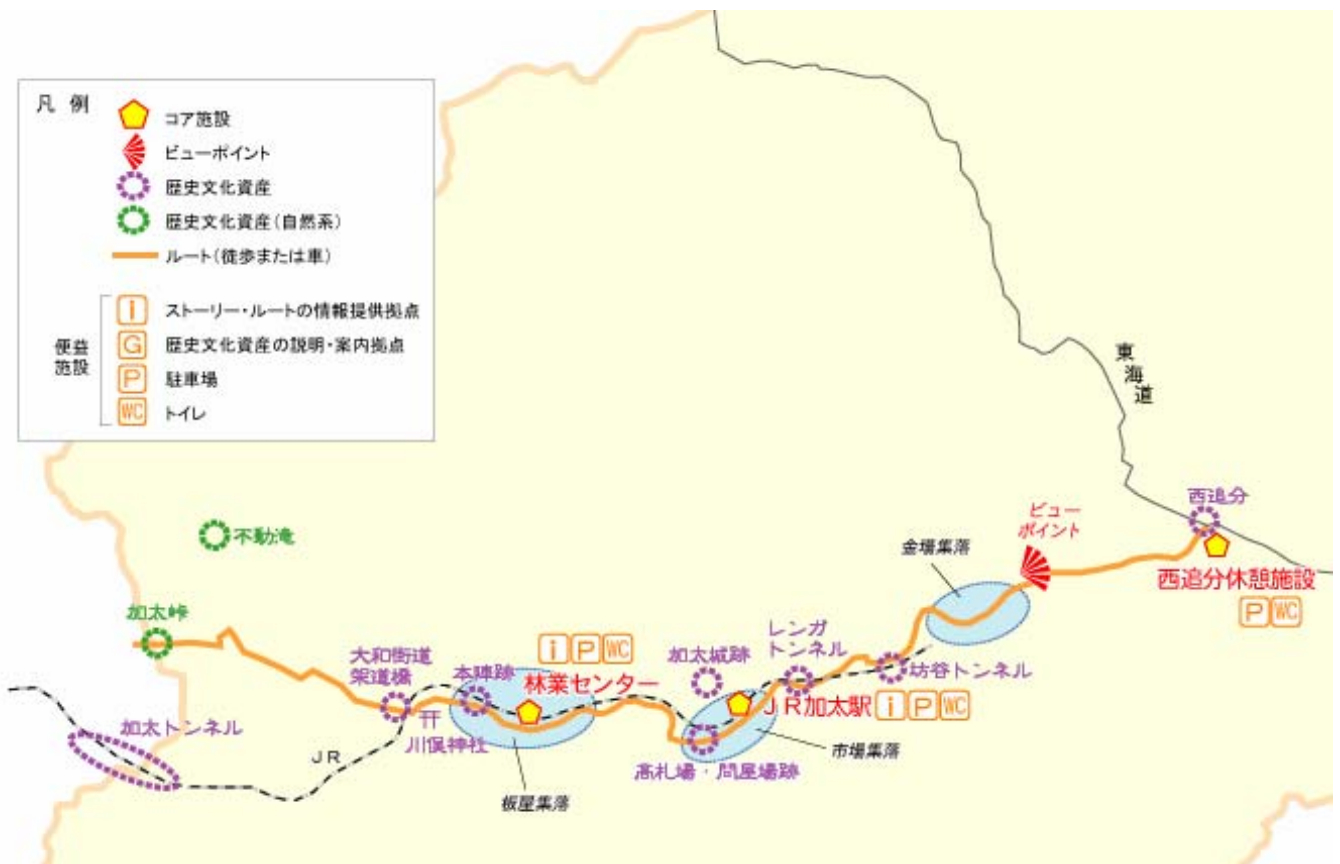 凡 例
コア施設
ビューポイント
歴史文化資産
歴史文化資産(自然系)
ルート(徒歩または車)
便益
施設
i
ストーリー・ルートの情報提供拠点
G
歴史文化資産の説明・案内拠点
P
駐車場
WC
トイレ
東海道
西追分
ビュー
ポイント
西追分休憩施設
P WC
金場集落
不動滝
加太峠
大和街道
架道橋
本陣跡
i P WC
林業センター
加太城跡
レンガ
トンネル
坊谷トンネル
JR加太駅 i P WC
川俣神社
加太トンネル
JR
板屋集落
高札場・問屋場跡
市場集落